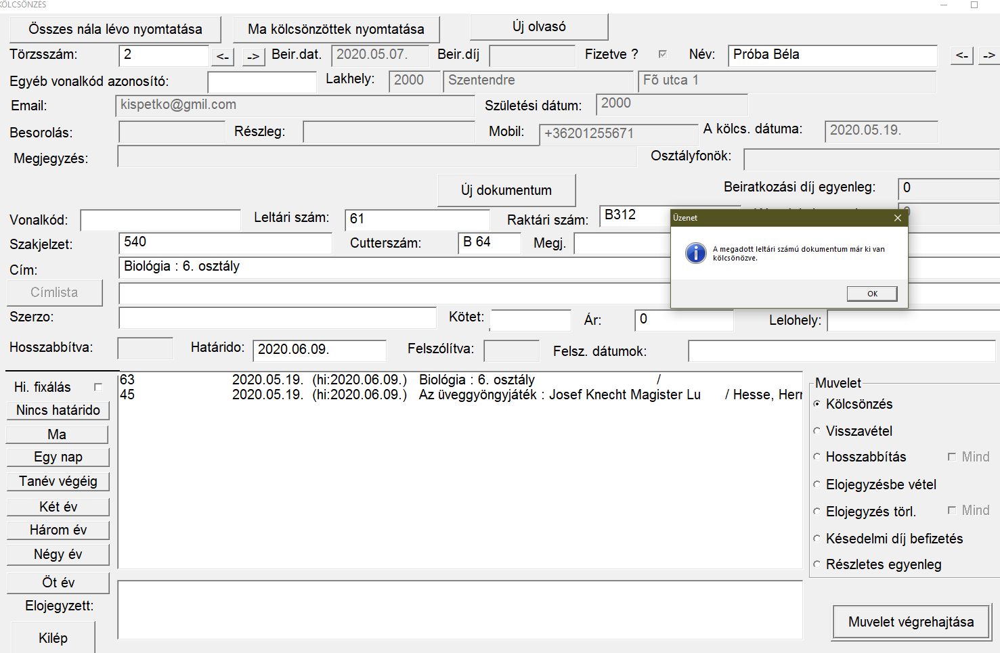 KÖLCSÖNZÉS
Összes nála lévo nyomtatása Ma kölcsönzöttek nyomtatása Új olvasó
Törzsszám: 2 <- -> Beir.dat. 2020.05.07. Beir.díj Fizetve ? Név: Próba Béla <- ->
Egyéb vonalkód azonosító: Lakhely: 2000 Szentendre Fõ utca 1
Email: kispetko@gmil.com Születési dátum: 2000
Besorolás: Részleg: Mobil: +36201255671 A kölcs. dátuma: 2020.05.19.
Megjegyzés: Osztályfonök:
Új dokumentum Beiratkozási díj egyenleg: 0
Vonalkód: Leltári szám: 61 Raktári szám: B312
Szakjelzet: 540 Cutterszám: B 64 Megj.
Cím: Biológia : 6. osztály
Címlista
Szerzo: Kötet: Ár: 0 Lelohely:
Hosszabbítva: Határido: 2020.06.09. Felszólítva: Felsz. dátumok:
Üzenet
A megadott leltári számú dokumentum már ki van
kölcsönözve.
OK
63 2020.05.19. (hi:2020.06.09.) Biológia : 6. osztály /
45 2020.05.19. (hi:2020.06.09.) Az üveggyöngyjáték : Josef Knecht Magister Lu / Hesse, Herr
Hi. fixálás
Nincs határido
Ma
Egy nap
Tanév végéig
Két év
Három év
Négy év
Öt év
Elojegyzett:
Kilép
Muvelet
Kölcsönzés
Visszavétel
Hosszabbítás Mind
Elojegyzésbe vétel
Elojegyzés törl. Mind
Késedelmi díj befizetés
Részletes egyenleg
Muvelet végrehajtása